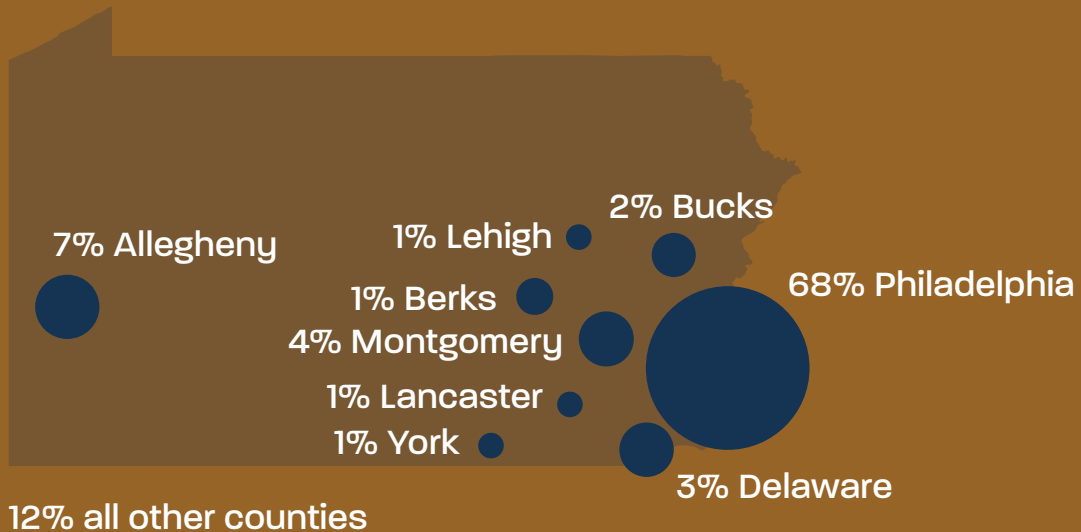 2% Bucks
7% Allegheny
1% Lehigh
68% Philadelphia
1% Berks
4% Montgomery
1% Lancaster
1% York
3% Delaware
12% all other counties